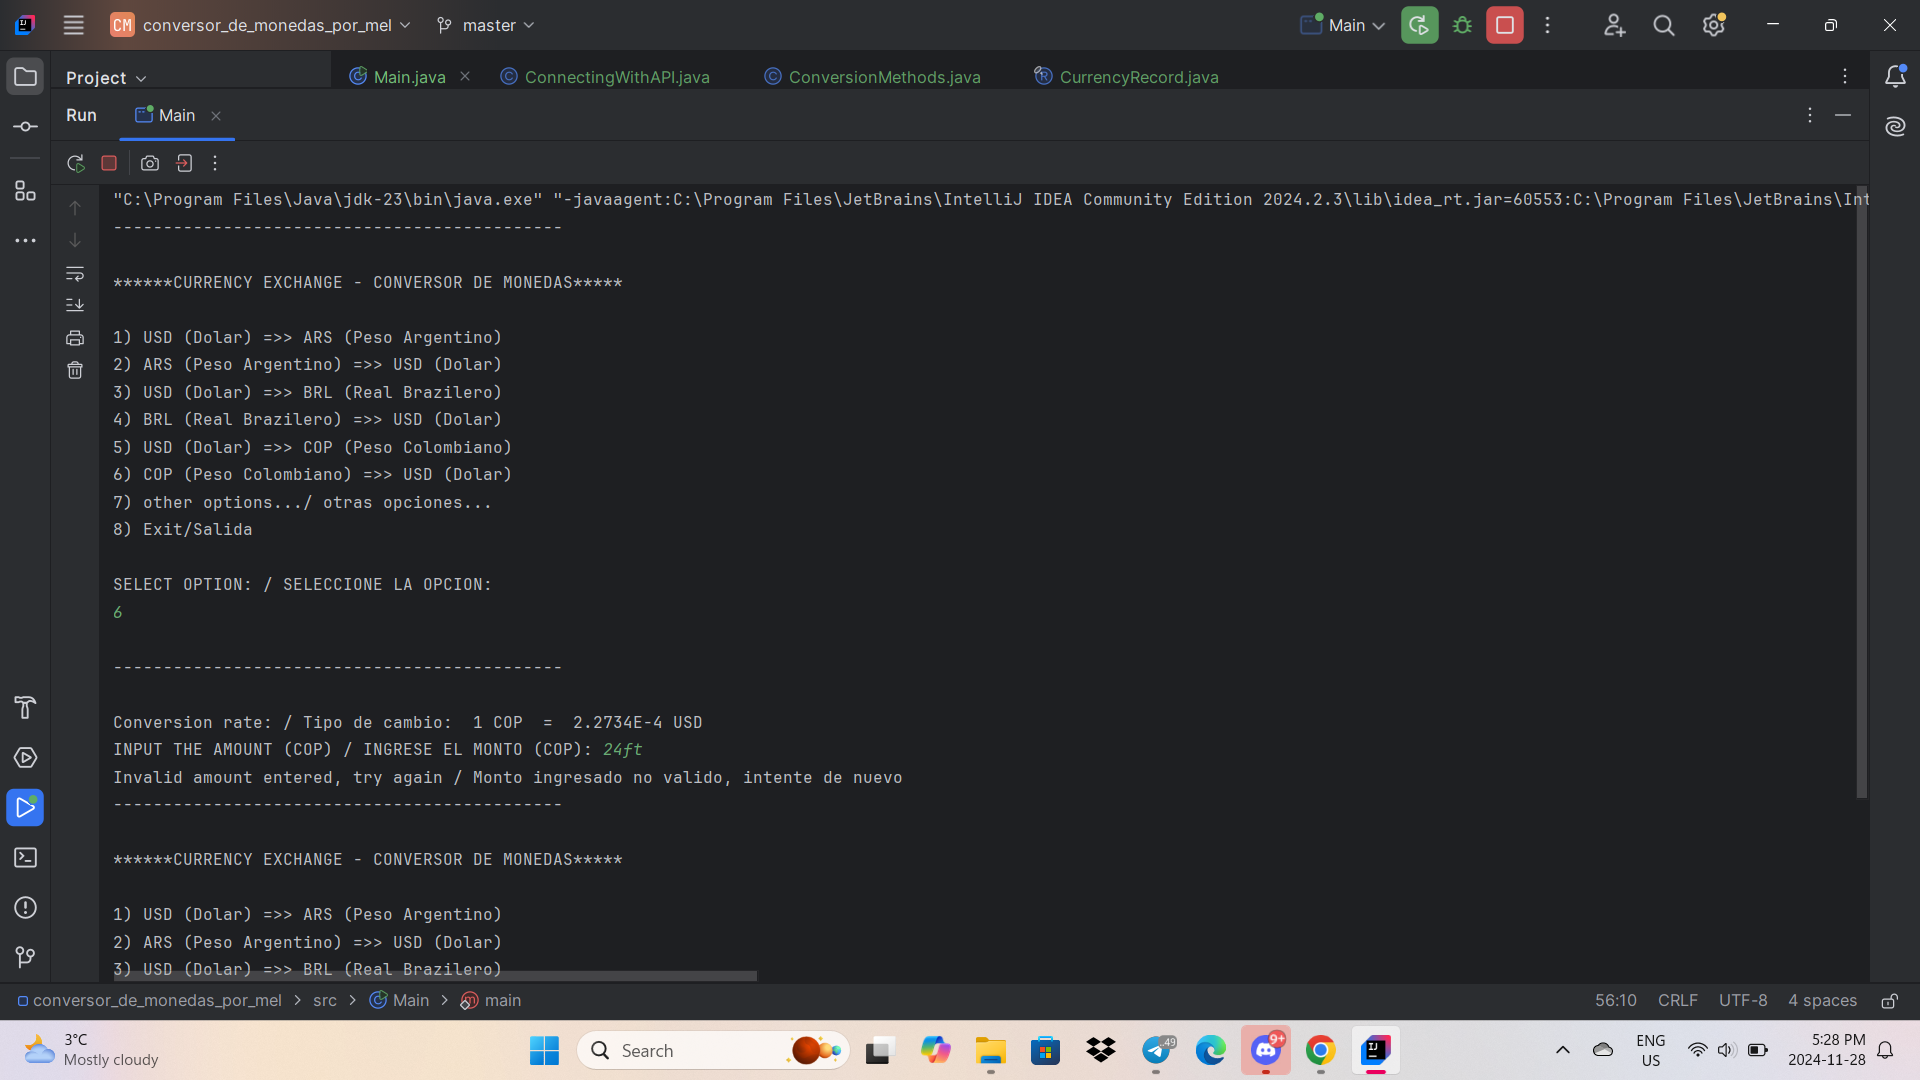 CM conversor_de_monedas_por_mel master Main
Project Main.java ConnectingWithAPI.java ConversionMethods.java CurrencyRecord.java
Run Main
"C:\Program Files\Java\jdk-23\bin\java.exe" "-javaagent:C:\Program Files\JetBrains\IntelliJ IDEA Community Edition 2024.2.3\lib\idea_rt.jar=60553:C:\Program Files\JetBrains\Int
---------------------------------------------
******CURRENCY EXCHANGE - CONVERSOR DE MONEDAS*****
1) USD (Dolar) =>> ARS (Peso Argentino)
2) ARS (Peso Argentino) =>> USD (Dolar)
3) USD (Dolar) =>> BRL (Real Brazilero)
4) BRL (Real Brazilero) =>> USD (Dolar)
5) USD (Dolar) =>> COP (Peso Colombiano)
6) COP (Peso Colombiano) =>> USD (Dolar)
7) other options.../ otras opciones...
8) Exit/Salida
SELECT OPTION: / SELECCIONE LA OPCION:
6
---------------------------------------------
Conversion rate: / Tipo de cambio:  1 COP  =  2.2734E-4 USD
INPUT THE AMOUNT (COP) / INGRESE EL MONTO (COP): 24ft
Invalid amount entered, try again / Monto ingresado no valido, intente de nuevo
---------------------------------------------
******CURRENCY EXCHANGE - CONVERSOR DE MONEDAS*****
1) USD (Dolar) =>> ARS (Peso Argentino)
2) ARS (Peso Argentino) =>> USD (Dolar)
3) USD (Dolar) =>> BRL (Real Brazilero)
conversor_de_monedas_por_mel > src > Main > main 56:10 CRLF UTF-8 4 spaces
3°C
Mostly cloudy
Search
49
9+
ENG
US
5:28 PM
2024-11-28